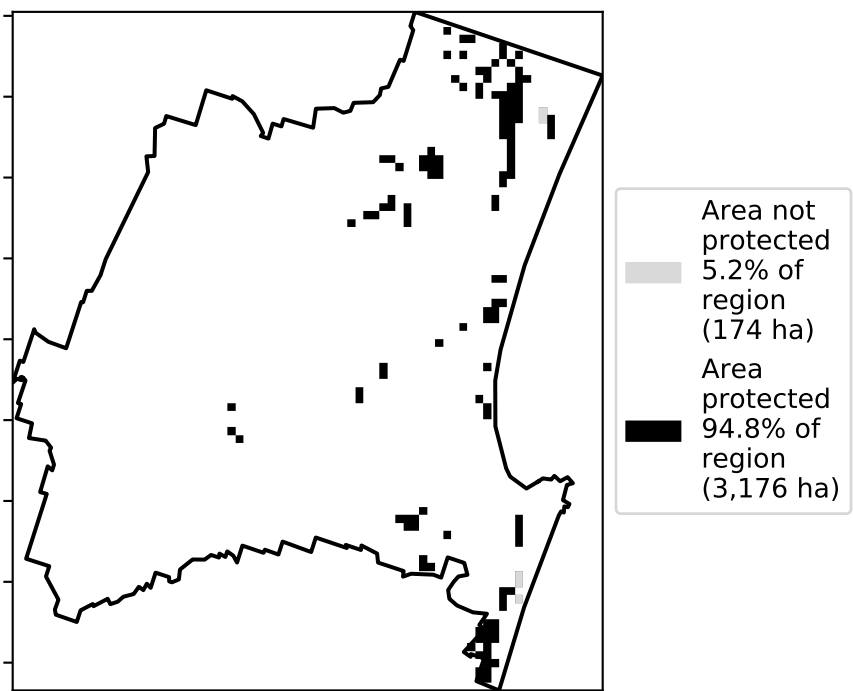 Area not
protected
5.2% of
region
(174 ha)
Area
protected
94.8% of
region
(3,176 ha)